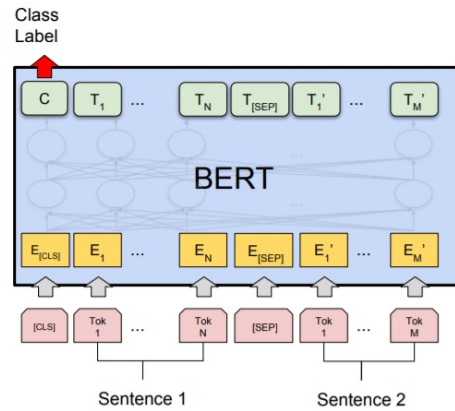 Class
Label
C T1 ... TN T[SEP] T1' ... TM'
...
BERT
...
E[CLS] E1 ... EN E[SEP] E1' ... EM'
[CLS] Tok 1 ... Tok N [SEP] Tok 1 ... Tok M
Sentence 1 Sentence 2